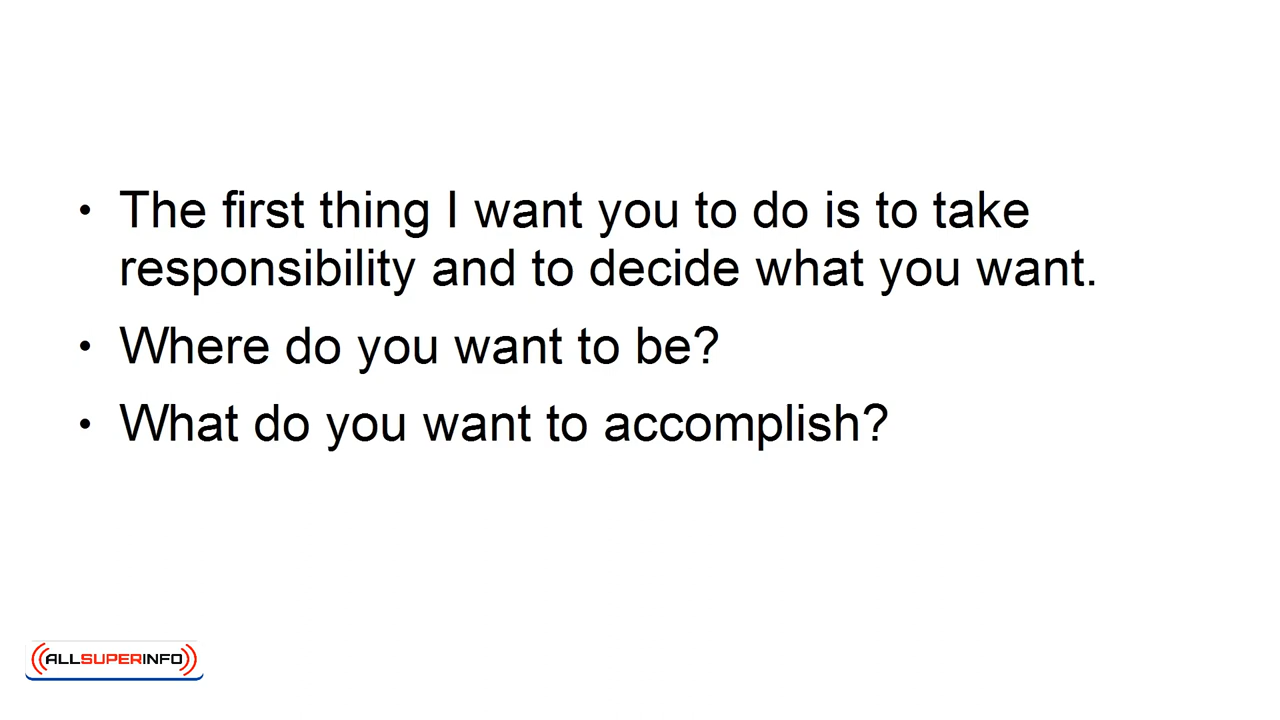 • The first thing I want you to do is to take
responsibility and to decide what you want.
• Where do you want to be?
• What do you want to accomplish?
ALLSUPERINFO